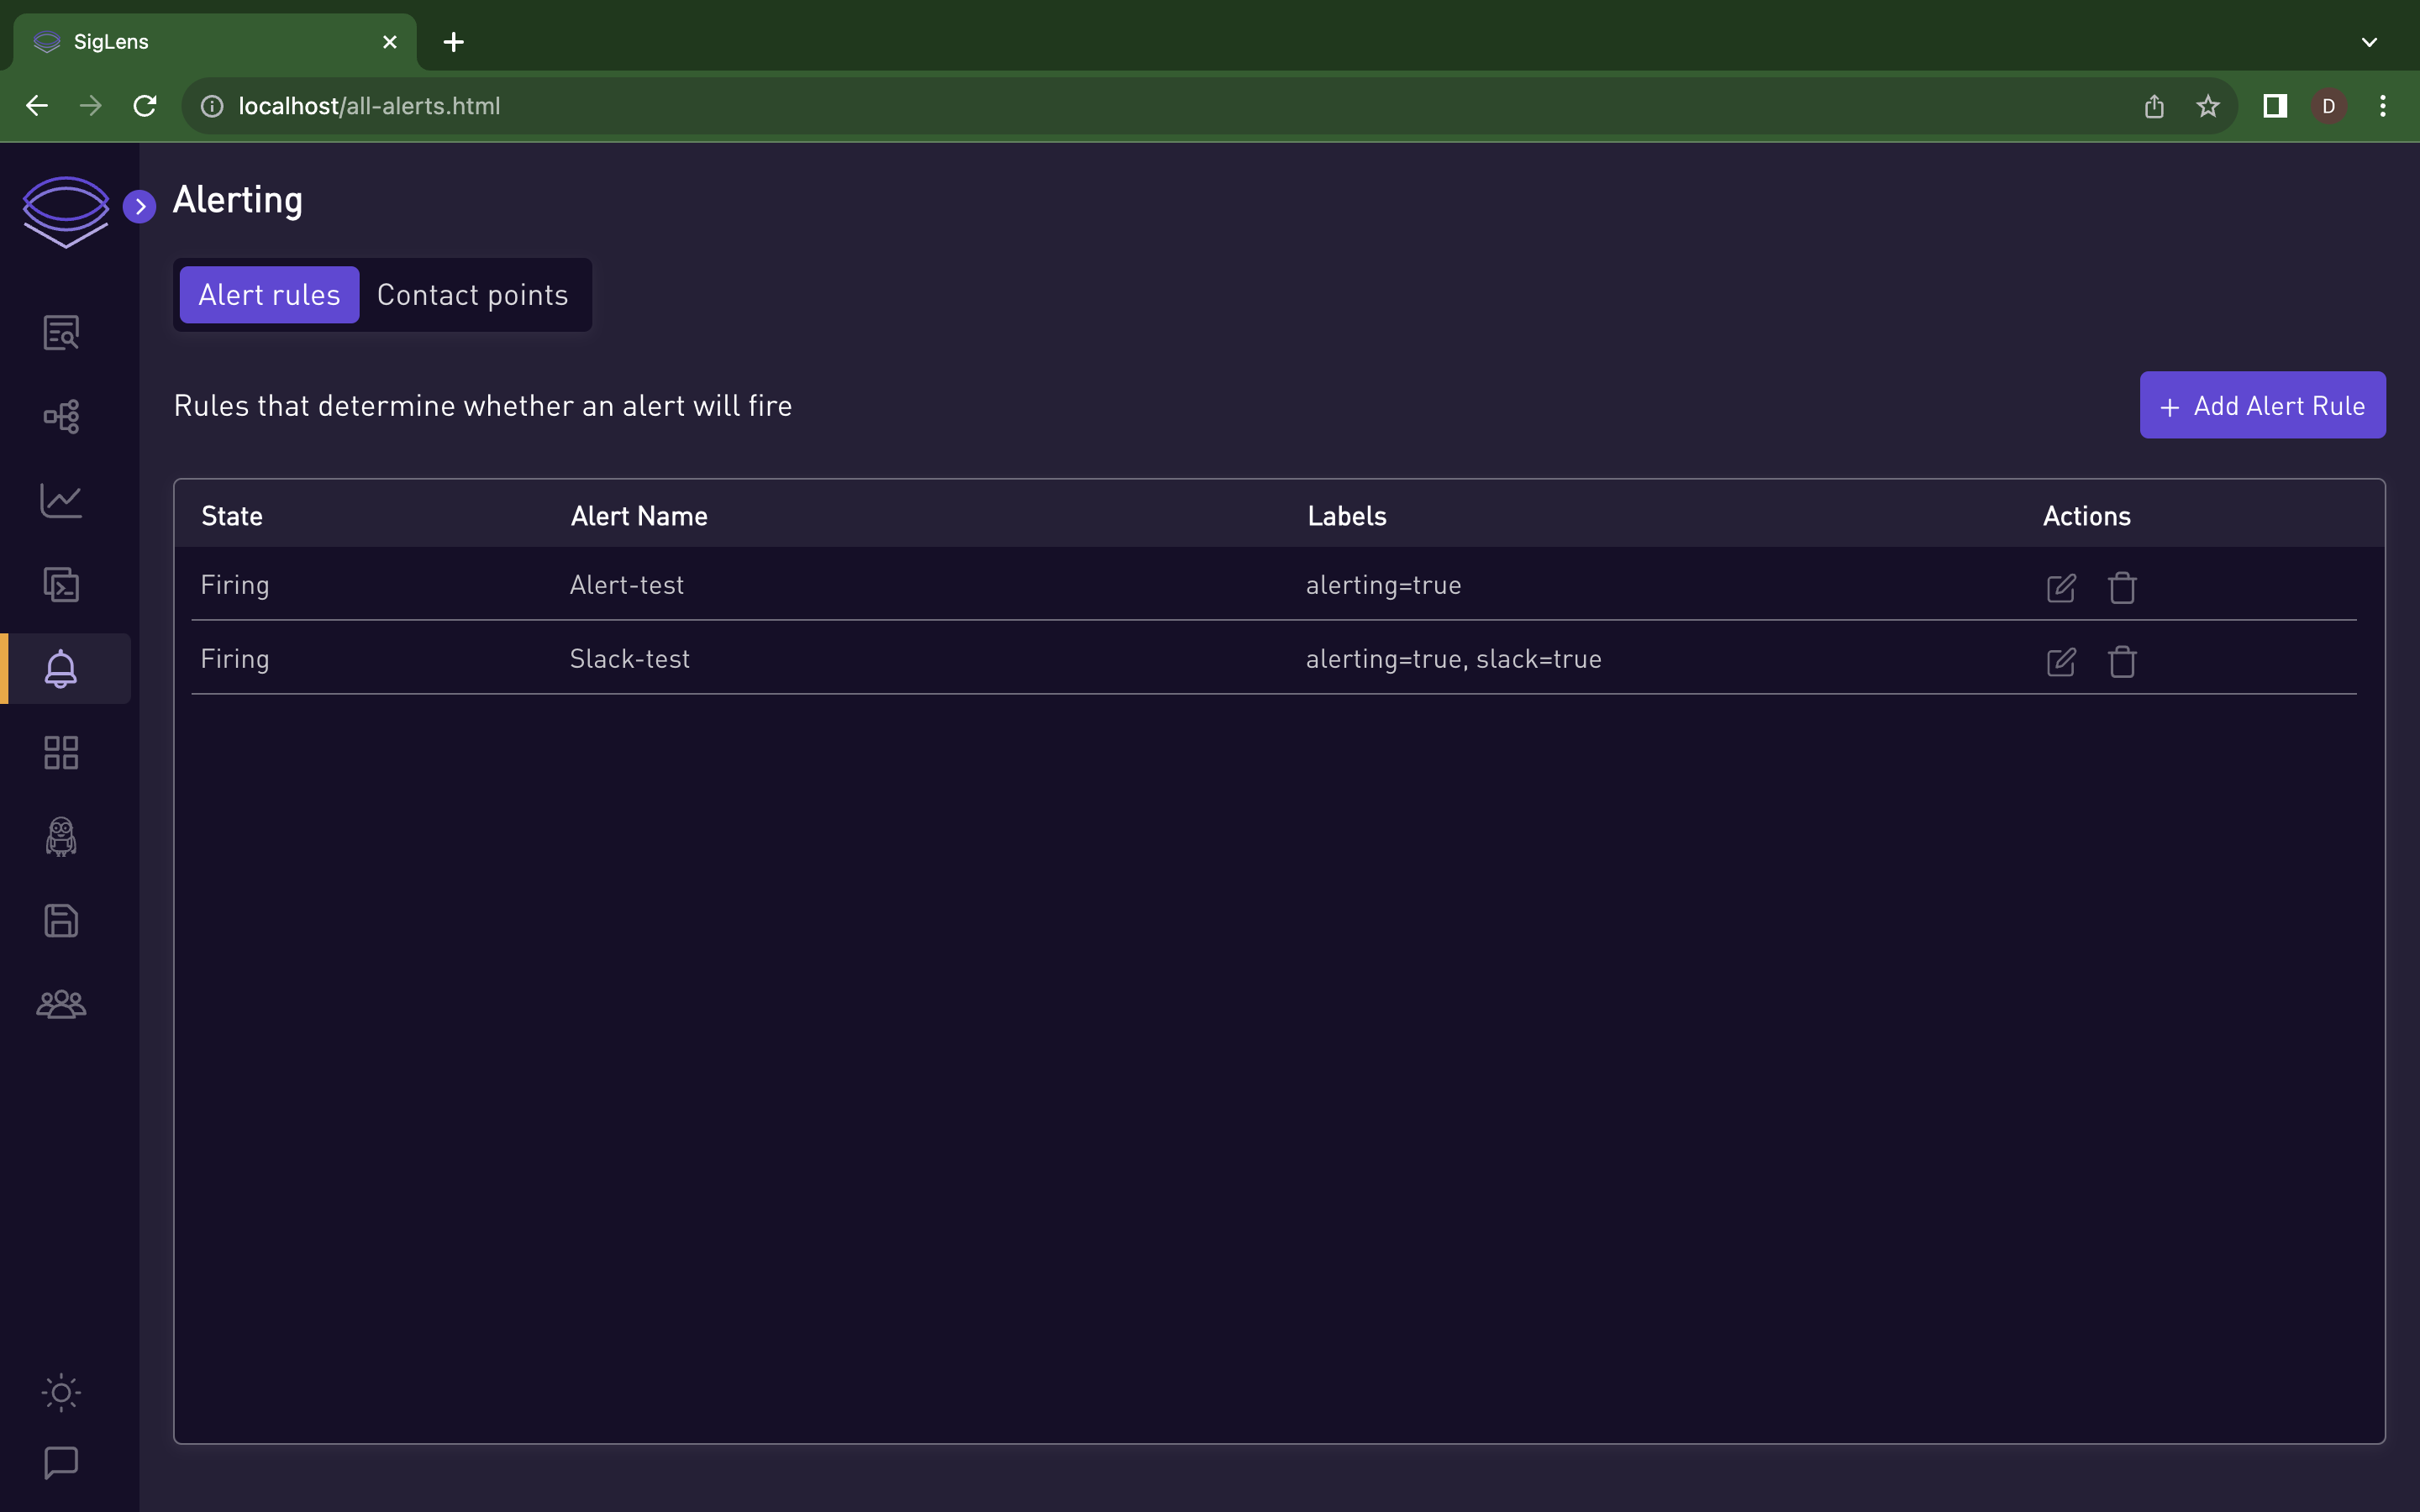 SigLens
localhost/all-alerts.html
D
Alerting
Alert rules Contact points
Rules that determine whether an alert will fire
+ Add Alert Rule
State Alert Name Labels Actions
Firing Alert-test alerting=true
Firing Slack-test alerting=true, slack=true